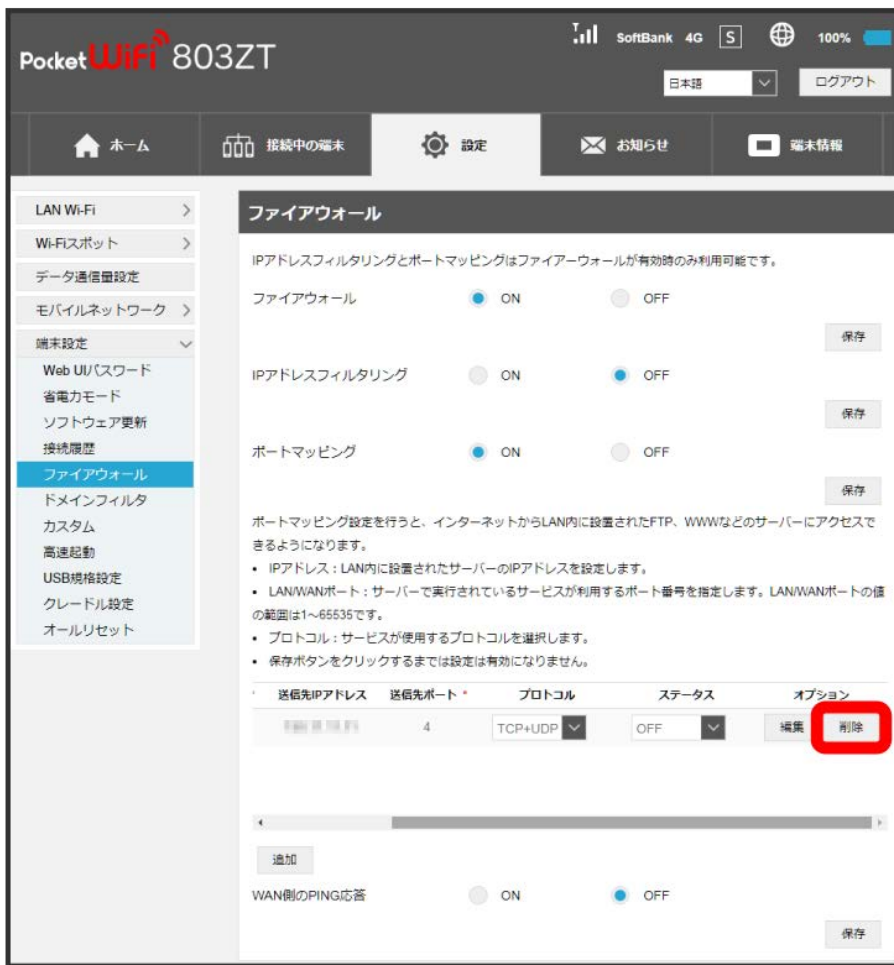 SoftBank 4G S 100%
Pocket WiFi 803ZT
日本語 ログアウト
ホーム 接続中の端末 設定 お知らせ 端末情報
LAN Wi-Fi
Wi-Fiスポット
データ通信量設定
モバイルネットワーク
端末設定
Web UIパスワード
省電力モード
ソフトウェア更新
接続履歴
ファイアウォール
ドメインフィルタ
カスタム
高速起動
USB規格設定
クレードル設定
オールリセット
ファイアウォール
IPアドレスフィルタリングとポートマッピングはファイアーウォールが有効時のみ利用可能です。
ファイアウォール ON OFF
保存
IPアドレスフィルタリング ON OFF
保存
ポートマッピング ON OFF
保存
ポートマッピング設定を行うと、インターネットからLAN内に設置されたFTP、WWWなどのサーバーにアクセスで
きるようになります。
• IPアドレス：LAN内に設置されたサーバーのIPアドレスを設定します。
• LAN/WANポート：サーバーで実行されているサービスが利用するポート番号を指定します。LAN/WANポートの値
の範囲は1～65535です。
• プロトコル：サービスが使用するプロトコルを選択します。
• 保存ボタンをクリックするまでは設定は有効になりません。
送信先IPアドレス 送信先ポート * プロトコル ステータス オプション
4 TCP+UDP OFF 編集 削除
追加
WAN側のPING応答 ON OFF
保存